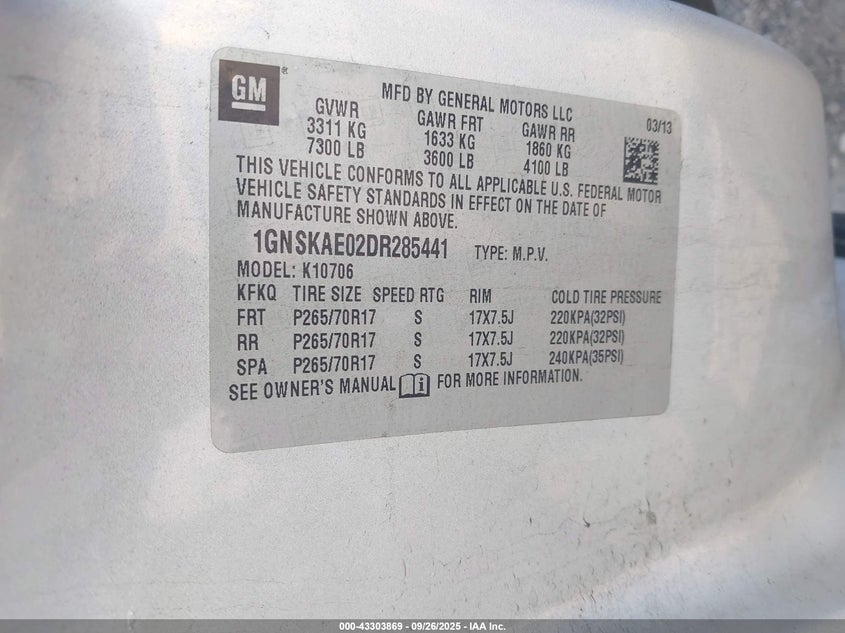 GM
®
MFD BY GENERAL MOTORS LLC
03/13
GVWR GAWR FRT GAWR RR
3311 KG 1633 KG 1860 KG
7300 LB 3600 LB 4100 LB
THIS VEHICLE CONFORMS TO ALL APPLICABLE U.S. FEDERAL MOTOR
VEHICLE SAFETY STANDARDS IN EFFECT ON THE DATE OF
MANUFACTURE SHOWN ABOVE.
1GNSKAE02DR285441 TYPE: M.P.V.
MODEL: K10706
KFKQ TIRE SIZE SPEED RTG RIM COLD TIRE PRESSURE
FRT P265/70R17 S 17X7.5J 220KPA(32PSI)
RR P265/70R17 S 17X7.5J 220KPA(32PSI)
SPA P265/70R17 S 17X7.5J 240KPA(35PSI)
SEE OWNER'S MANUAL i FOR MORE INFORMATION.
000-43303869 - 09/26/2025 - IAA Inc.